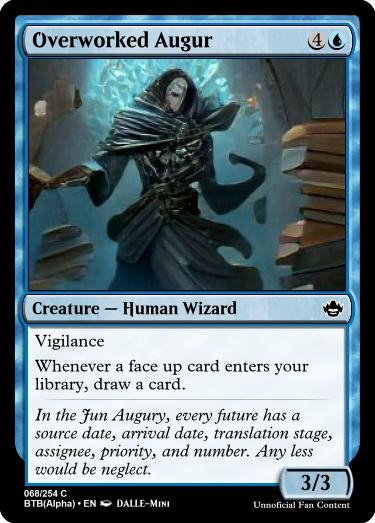 Overworked Augur 4
Creature — Human Wizard
Vigilance
Whenever a face up card enters your
library, draw a card.
In the Jun Augury, every future has a
source date, arrival date, translation stage,
assignee, priority, and number. Any less
would be neglect.
3/3
068/254 C
BTB(Alpha) • EN DALLE-Mini
Unofficial Fan Content